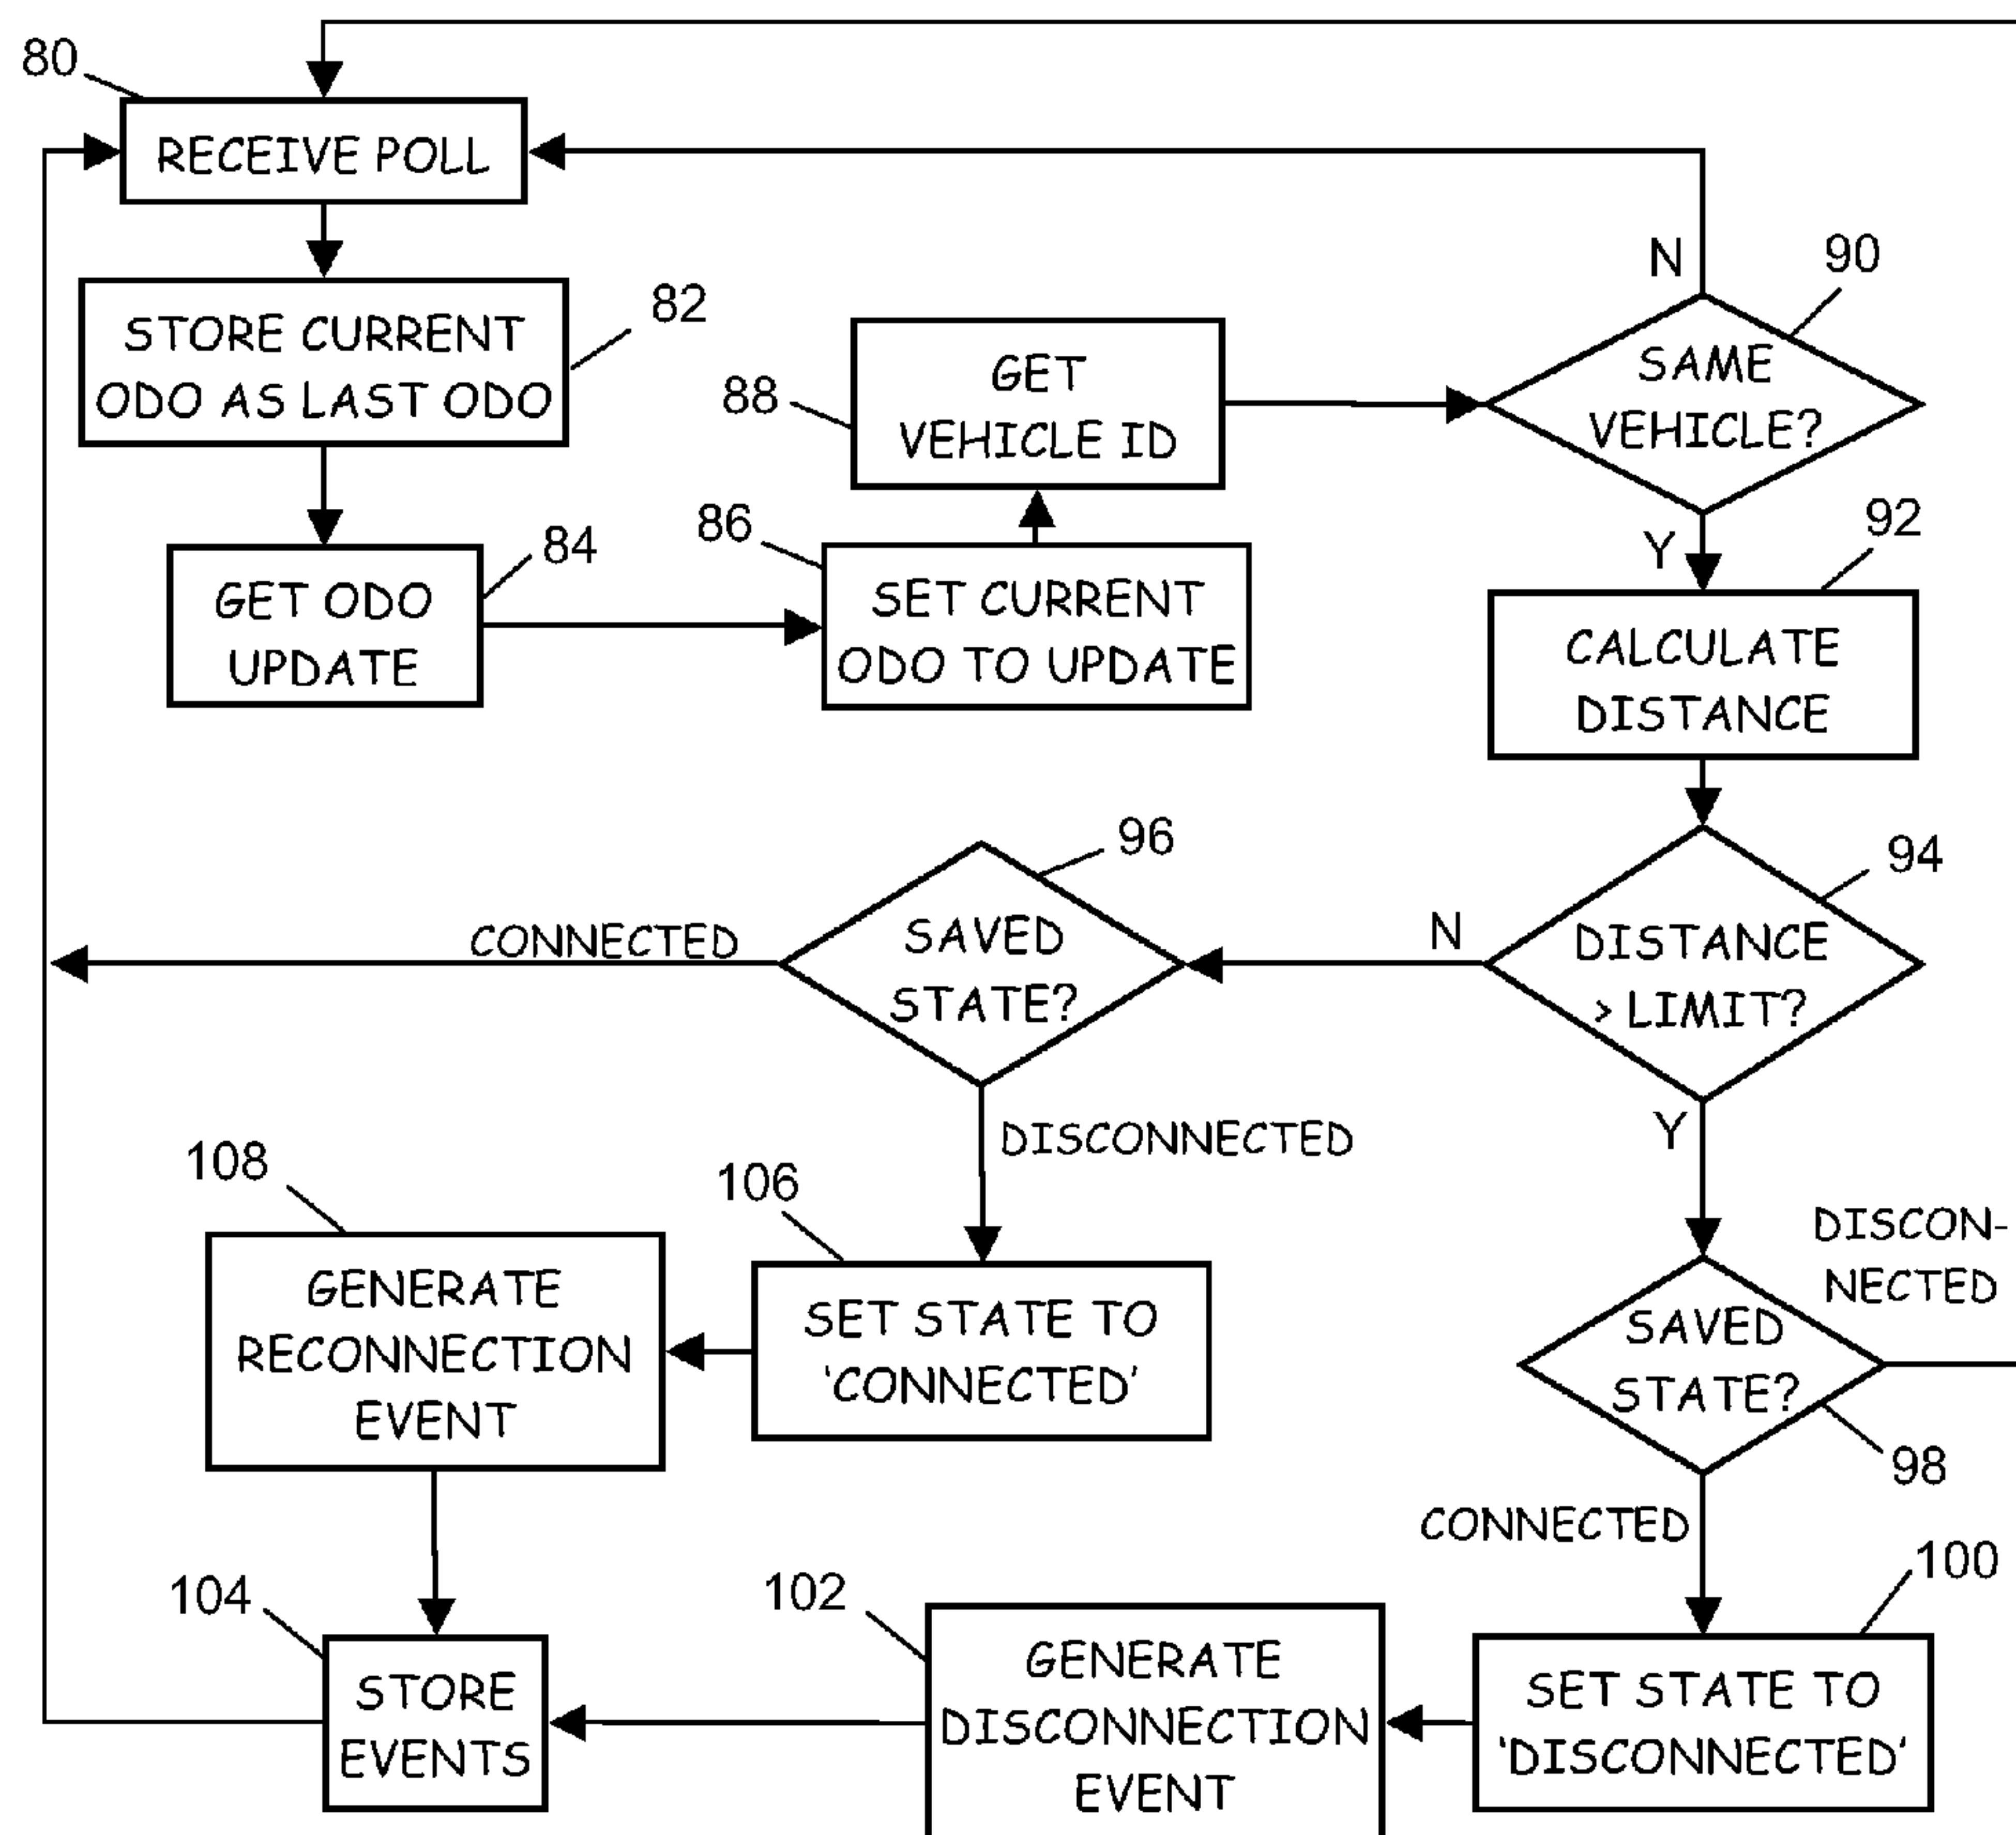 80
RECEIVE POLL
STORE CURRENT
ODO AS LAST ODO
82
GET ODO
UPDATE
84
86
SET CURRENT
ODO TO UPDATE
88
GET
VEHICLE ID
N
90
SAME
VEHICLE?
Y
92
CALCULATE
DISTANCE
94
DISTANCE
> LIMIT?
N
96
SAVED
STATE?
CONNECTED
DISCONNECTED
Y
DISCON-
NECTED
SAVED
STATE?
98
CONNECTED
106
SET STATE TO
'CONNECTED'
108
GENERATE
RECONNECTION
EVENT
100
SET STATE TO
'DISCONNECTED'
102
GENERATE
DISCONNECTION
EVENT
104
STORE
EVENTS